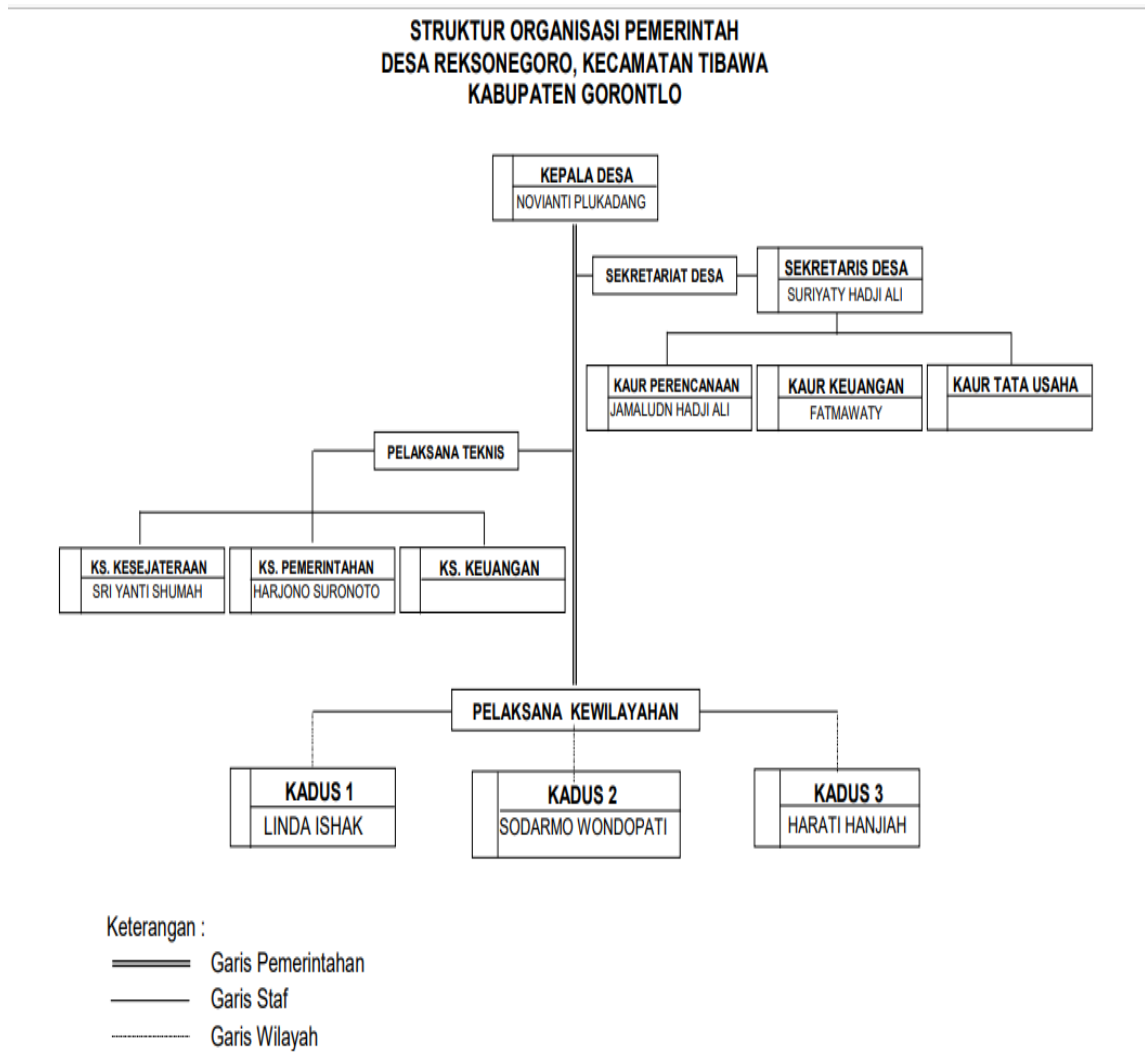 STRUKTUR ORGANISASI PEMERINTAH
DESA REKSONEGORO, KECAMATAN TIBAWA
KABUPATEN GORONTLO
KEPALA DESA
NOVIANTI PLUKADANG
SEKRETARIAT DESA
SEKRETARIS DESA
SURIYATY HADJI ALI
KAUR PERENCANAAN
JAMALUDN HADJI ALI
KAUR KEUANGAN
FATMAWATY
KAUR TATA USAHA
PELAKSANA TEKNIS
KS. KESEJATERAAN
SRI YANTI SHUMAH
KS. PEMERINTAHAN
HARJONO SURONOTO
KS. KEUANGAN
PELAKSANA KEWILAYAHAN
KADUS 1
LINDA ISHAK
KADUS 2
SODARMO WONDOPATI
KADUS 3
HARATI HANJIAH
Keterangan :
Garis Pemerintahan
Garis Staf
Garis Wilayah